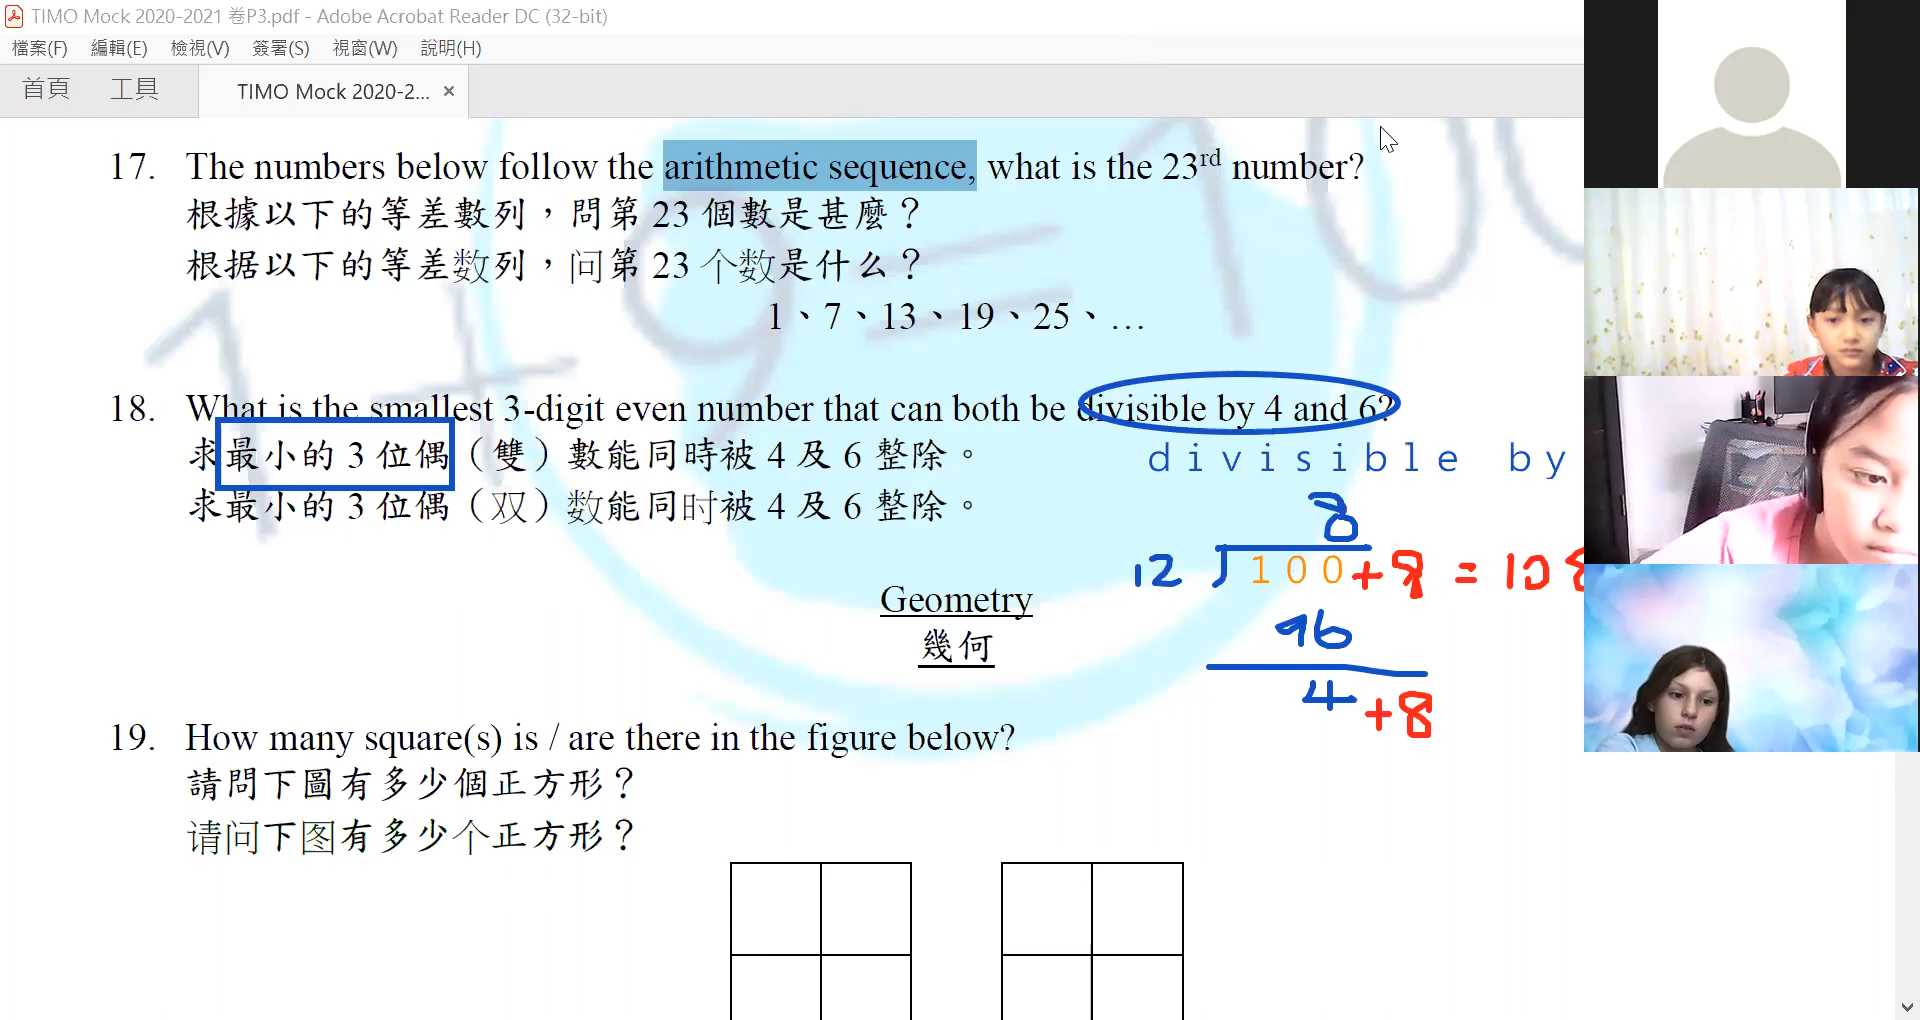 TIMO Mock 2020-2021 卷P3.pdf - Adobe Acrobat Reader DC (32-bit)
檔案(F) 編輯(E) 檢視(V) 簽署(S) 視窗(W) 說明(H)
首頁 工具 TIMO Mock 2020-2... ×
17. The numbers below follow the arithmetic sequence, what is the 23rd number?
根據以下的等差數列，問第 23 個數是甚麼？
根据以下的等差数列，问第 23 个数是什么？
1、7、13、19、25、…
1+9=100
18. What is the smallest 3-digit even number that can both be divisible by 4 and 6?
求最小的 3 位偶（雙）數能同時被 4 及 6 整除。
divisible by
求最小的 3 位偶（双）数能同时被 4 及 6 整除。
8
12 100 + 8 = 108
96
4 +8
Geometry
幾何
19. How many square(s) is / are there in the figure below?
請問下圖有多少個正方形？
请问下图有多少个正方形？